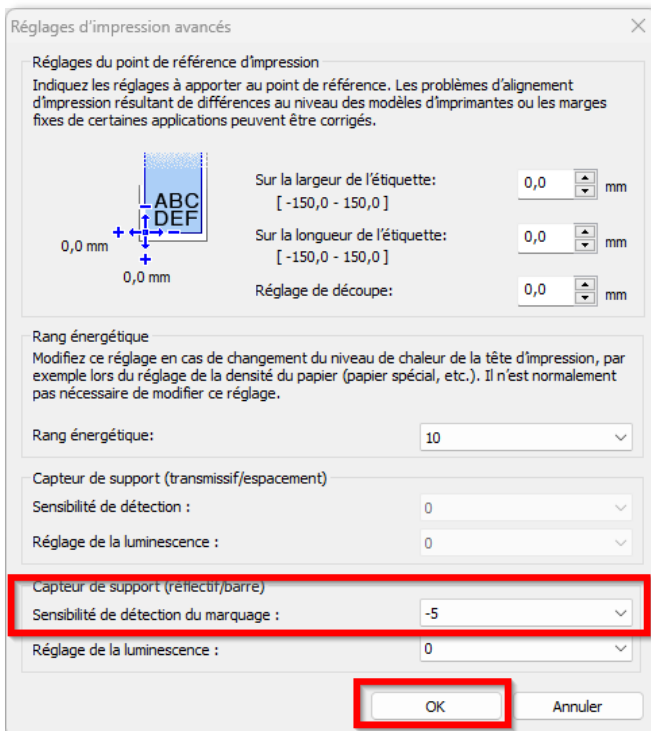 Réglages d'impression avancés
Réglages du point de référence d'impression
Indiquez les réglages à apporter au point de référence. Les problèmes d'alignement
d'impression résultant de différences au niveau des modèles d'imprimantes ou les marges
fixes de certaines applications peuvent être corrigés.
ABC
DEF
0,0 mm
0,0 mm
Sur la largeur de l'étiquette: 0,0 mm
[ -150,0 - 150,0 ]
Sur la longueur de l'étiquette: 0,0 mm
[ -150,0 - 150,0 ]
Réglage de découpe: 0,0 mm
Rang énergétique
Modifiez ce réglage en cas de changement du niveau de chaleur de la tête d'impression, par
exemple lors du réglage de la densité du papier (papier spécial, etc.). Il n'est normalement
pas nécessaire de modifier ce réglage.
Rang énergétique: 10
Capteur de support (transmissif/espacement)
Sensibilité de détection : 0
Réglage de la luminescence : 0
Capteur de support (réflectif/barre)
Sensibilité de détection du marquage : -5
Réglage de la luminescence : 0
OK Annuler